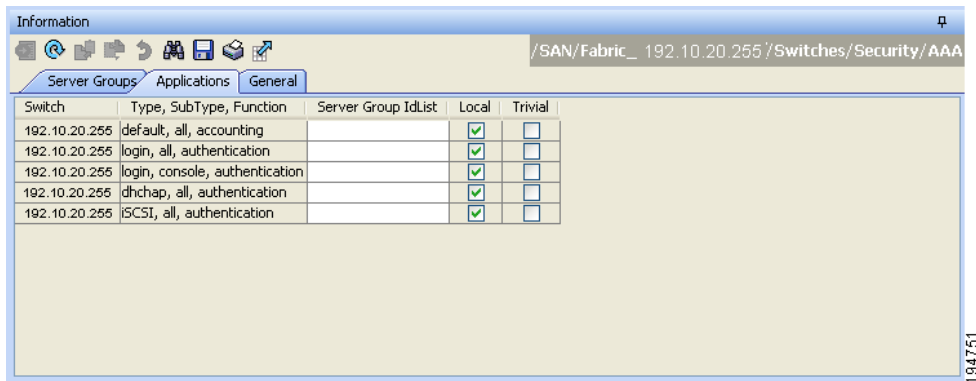 Information
/SAN/Fabric_ 192.10.20.255/Switches/Security/AAA
Server Groups Applications General
Switch Type, SubType, Function Server Group IdList Local Trivial
192.10.20.255 default, all, accounting
192.10.20.255 login, all, authentication
192.10.20.255 login, console, authentication
192.10.20.255 dhchap, all, authentication
192.10.20.255 iSCSI, all, authentication
194751